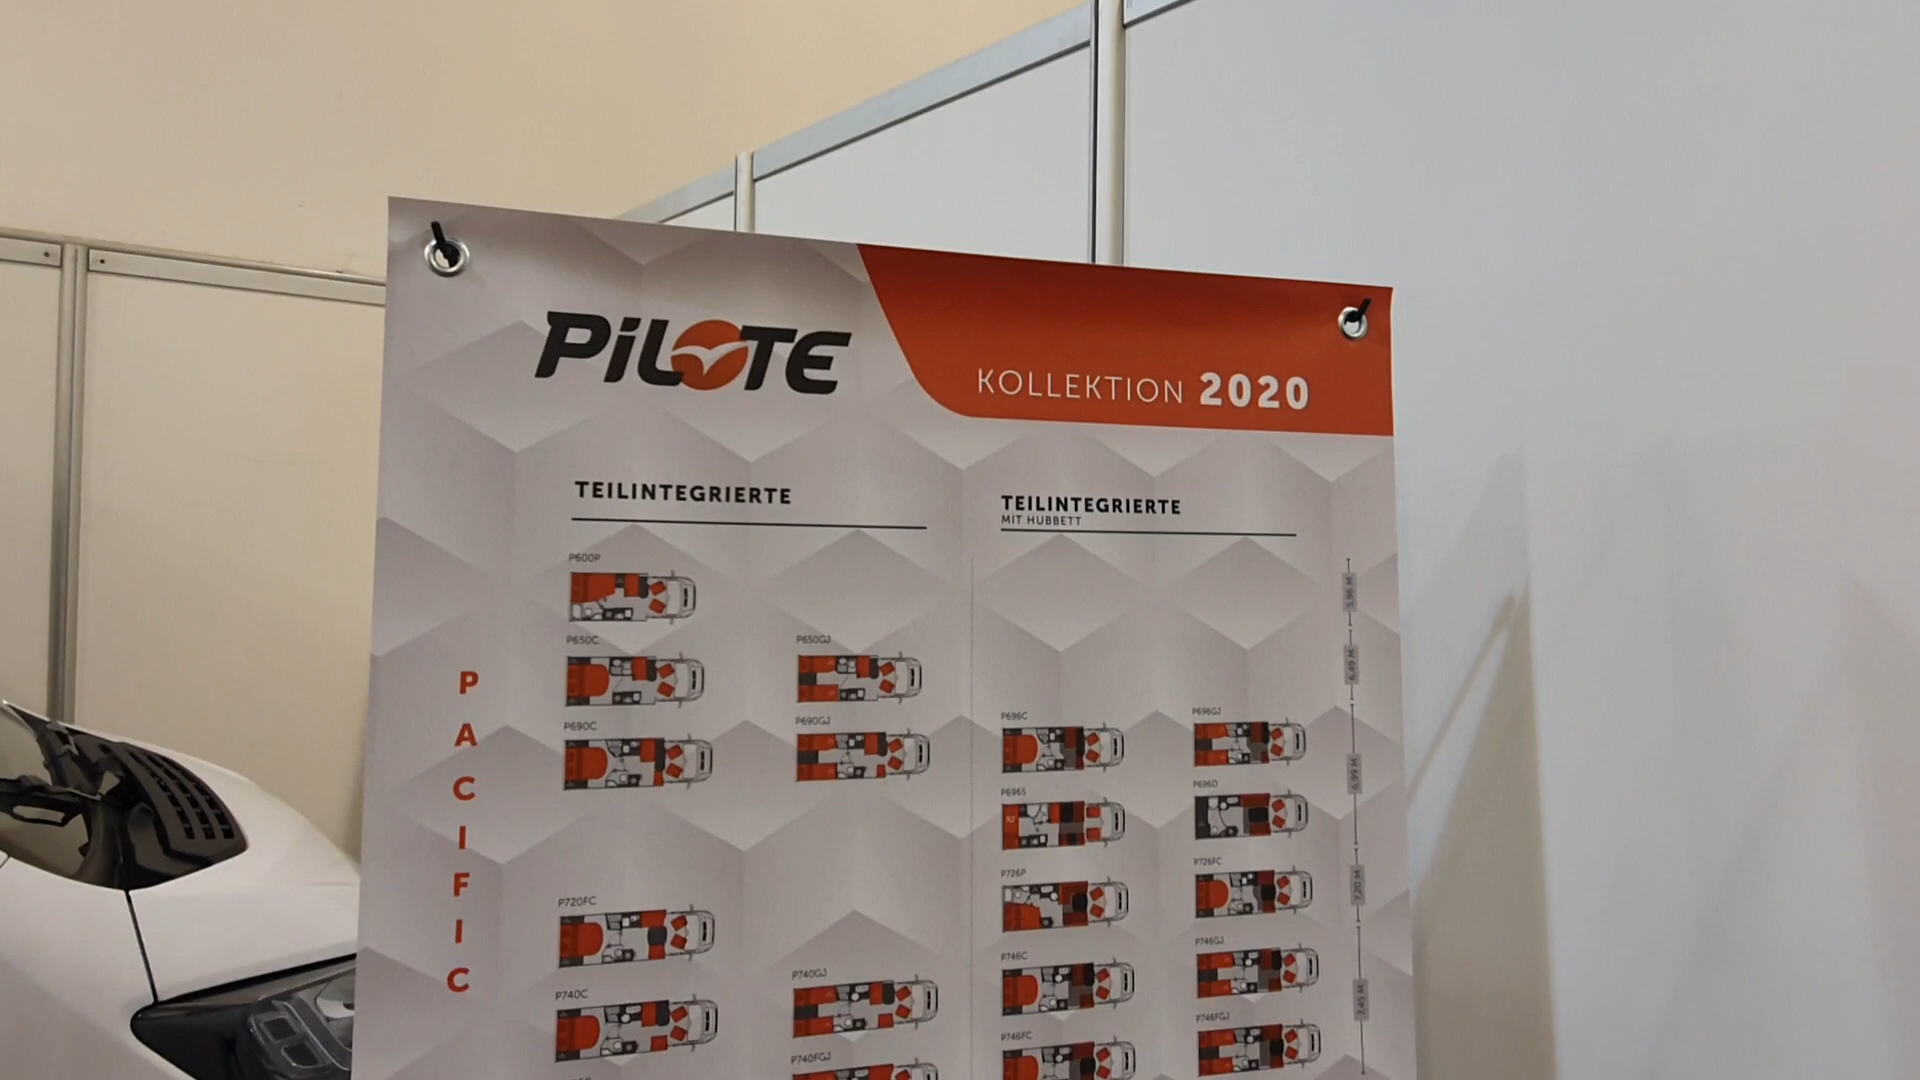 PiLOTE
KOLLEKTION 2020
TEILINTEGRIERTE
P600P
P650C
P650GJ
P690C
P690GJ
P720FC
P740C
P740GJ
P740FGJ
TEILINTEGRIERTE
MIT HUBBETT
P696C
P696GJ
P696S
P696D
P726P
P726FC
P746C
P746GJ
P746FC
P746FGJ
PACIFIC
5,96 M
6,49 M
6,99 M
7,20 M
7,45 M